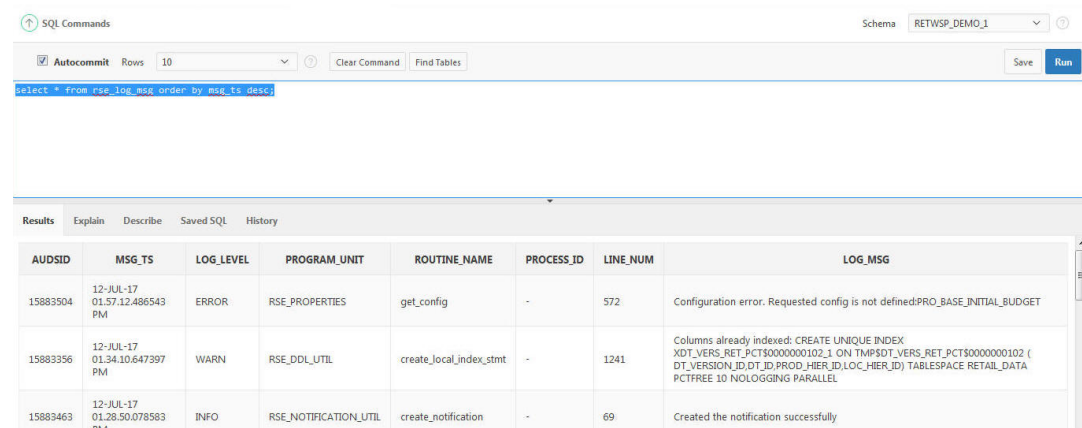 SQL Commands
Schema RETWSP_DEMO_1
Autocommit Rows 10 Clear Command Find Tables Save Run
select * from rse_log_msg order by msg_ts desc;
Results Explain Describe Saved SQL History
AUDSID MSG_TS LOG_LEVEL PROGRAM_UNIT ROUTINE_NAME PROCESS_ID LINE_NUM LOG_MSG
15883504
12-JUL-17
01.57.12.486543
PM
ERROR
RSE_PROPERTIES
get_config
-
572
Configuration error. Requested config is not defined:PRO_BASE_INITIAL_BUDGET
15883356
12-JUL-17
01.34.10.647397
PM
WARN
RSE_DDL_UTIL
create_local_index_stmt
-
1241
Columns already indexed: CREATE UNIQUE INDEX
XDT_VERS_RET_PCT$0000000102_1 ON TMP$DT_VERS_RET_PCT$0000000102 (
DT_VERSION_ID,DT_ID,PROD_HIER_ID,LOC_HIER_ID) TABLESPACE RETAIL_DATA
PCTFREE 10 NOLOGGING PARALLEL
15883463
12-JUL-17
01.28.50.078583
PM
INFO
RSE_NOTIFICATION_UTIL
create_notification
-
69
Created the notification successfully